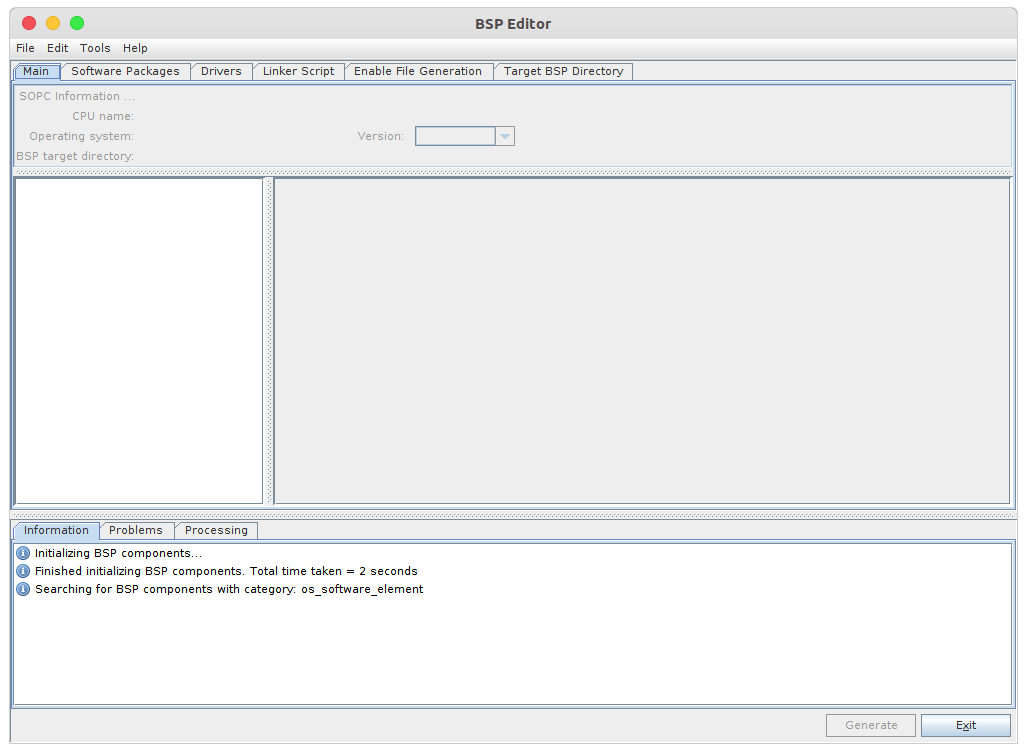 BSP Editor
File Edit Tools Help
Main Software Packages Drivers Linker Script Enable File Generation Target BSP Directory
SOPC Information ...
CPU name:
Operating system: Version:
BSP target directory:
Information Problems Processing
Initializing BSP components...
Finished initializing BSP components. Total time taken = 2 seconds
Searching for BSP components with category: os_software_element
Generate Exit